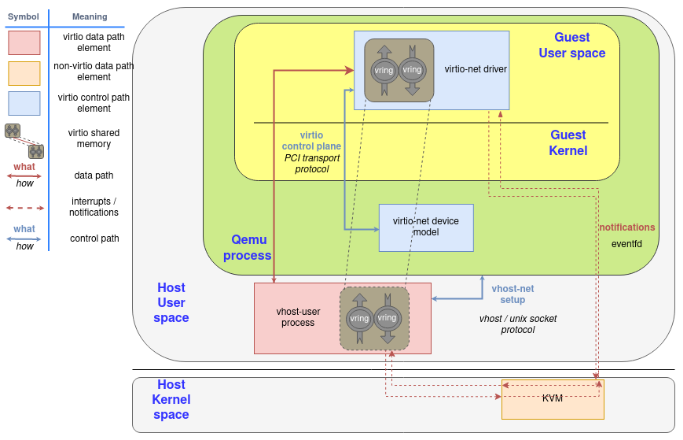 Symbol
Meaning
virtio data path
element
non-virtio data path
element
virtio control path
element
virtio shared
memory
what
how
data path
interrupts /
notifications
what
how
control path
Guest
User space
vring
vring
virtio-net driver
Guest
Kernel
virtio
control plane
PCI transport
protocol
virtio-net device
model
Qemu
process
notifications
eventfd
Host
User
space
vhost-user
process
vring
vring
vhost-net
setup
vhost / unix socket
protocol
Host
Kernel
space
KVM